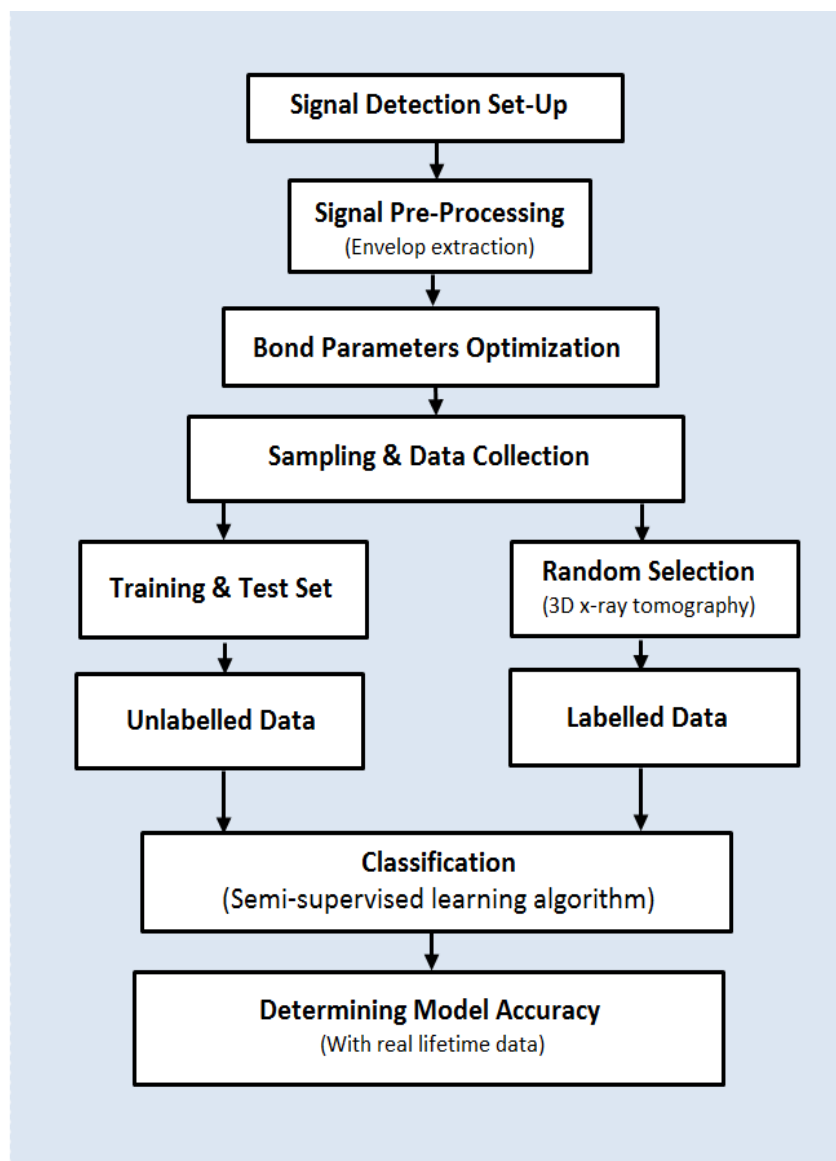 Signal Detection Set-Up
Signal Pre-Processing
(Envelop extraction)
Bond Parameters Optimization
Sampling & Data Collection
Training & Test Set
Random Selection
(3D x-ray tomography)
Unlabelled Data
Labelled Data
Classification
(Semi-supervised learning algorithm)
Determining Model Accuracy
(With real lifetime data)